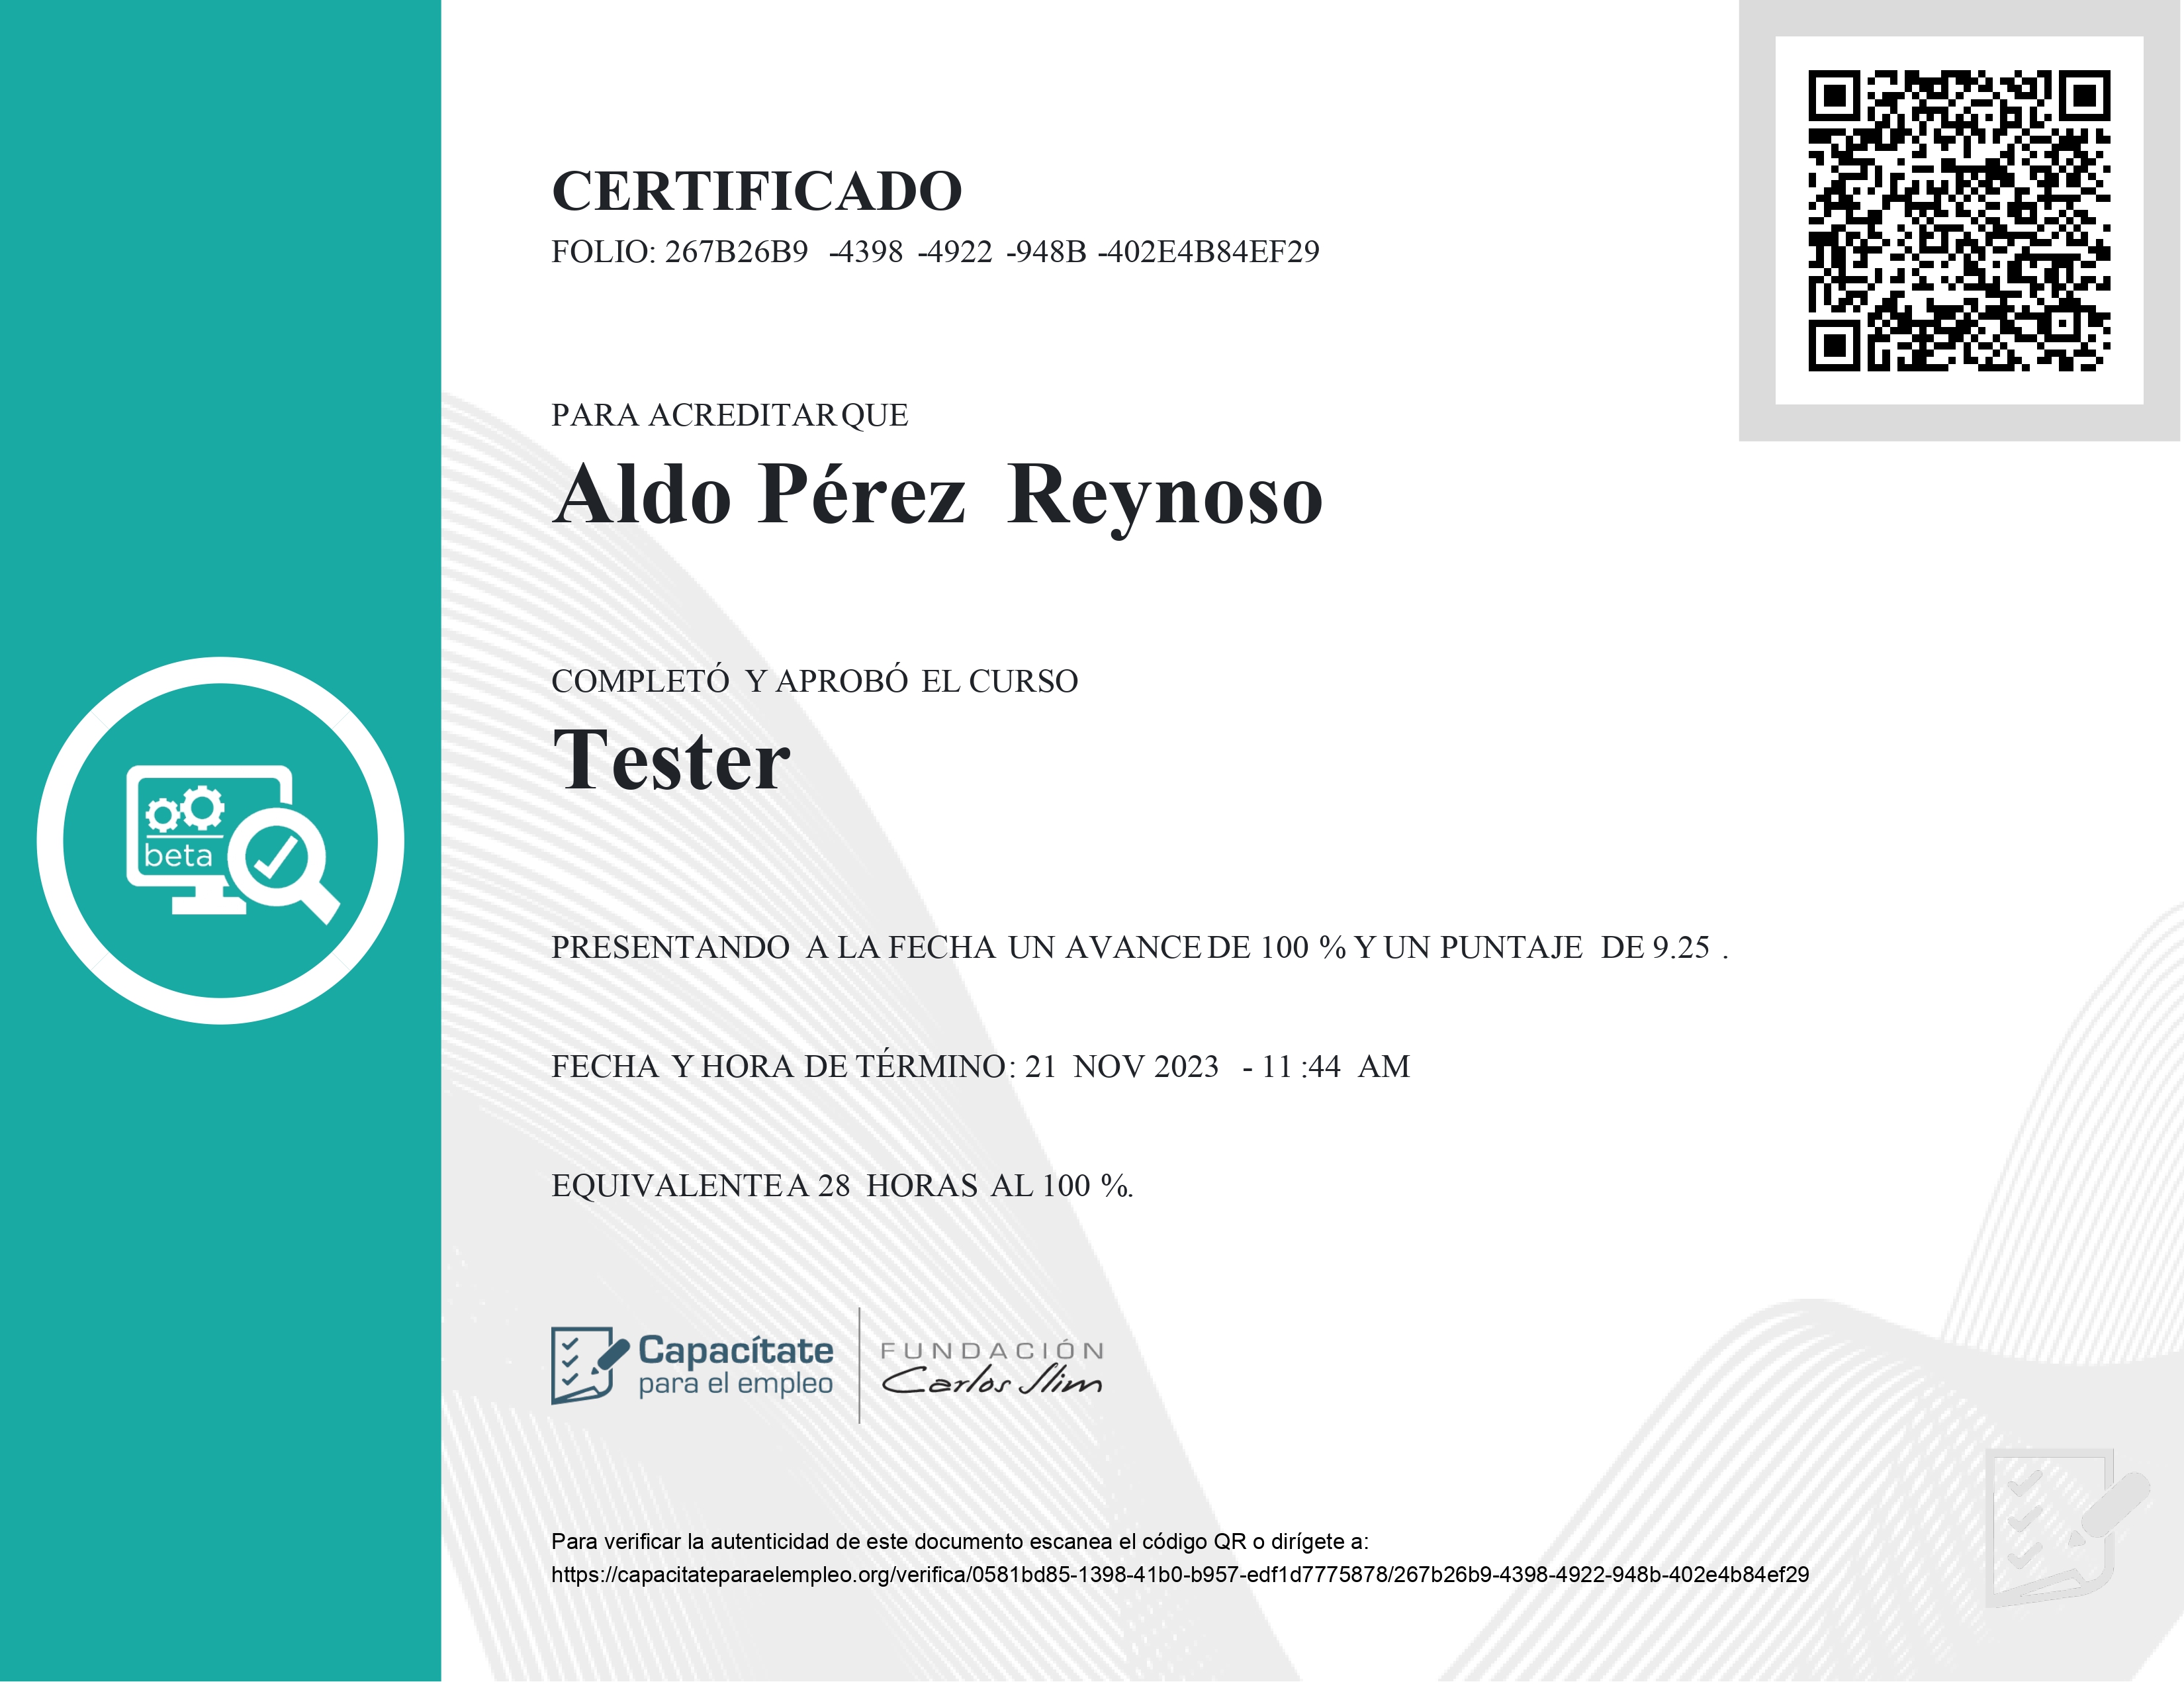 CERTIFICADO
FOLIO: 267B26B9 -4398 -4922 -948B -402E4B84EF29
PARA ACREDITAR QUE
Aldo Pérez Reynoso
COMPLETÓ Y APROBÓ EL CURSO
Tester
beta
PRESENTANDO A LA FECHA UN AVANCE DE 100 % Y UN PUNTAJE DE 9.25 .
FECHA Y HORA DE TÉRMINO: 21 NOV 2023 - 11 :44 AM
EQUIVALENTE A 28 HORAS AL 100 %.
Capacítate
para el empleo
FUNDACIÓN
Carlos Slim
Para verificar la autenticidad de este documento escanea el código QR o dirígete a:
https://capacitateparaelempleo.org/verifica/0581bd85-1398-41b0-b957-edf1d7775878/267b26b9-4398-4922-948b-402e4b84ef29